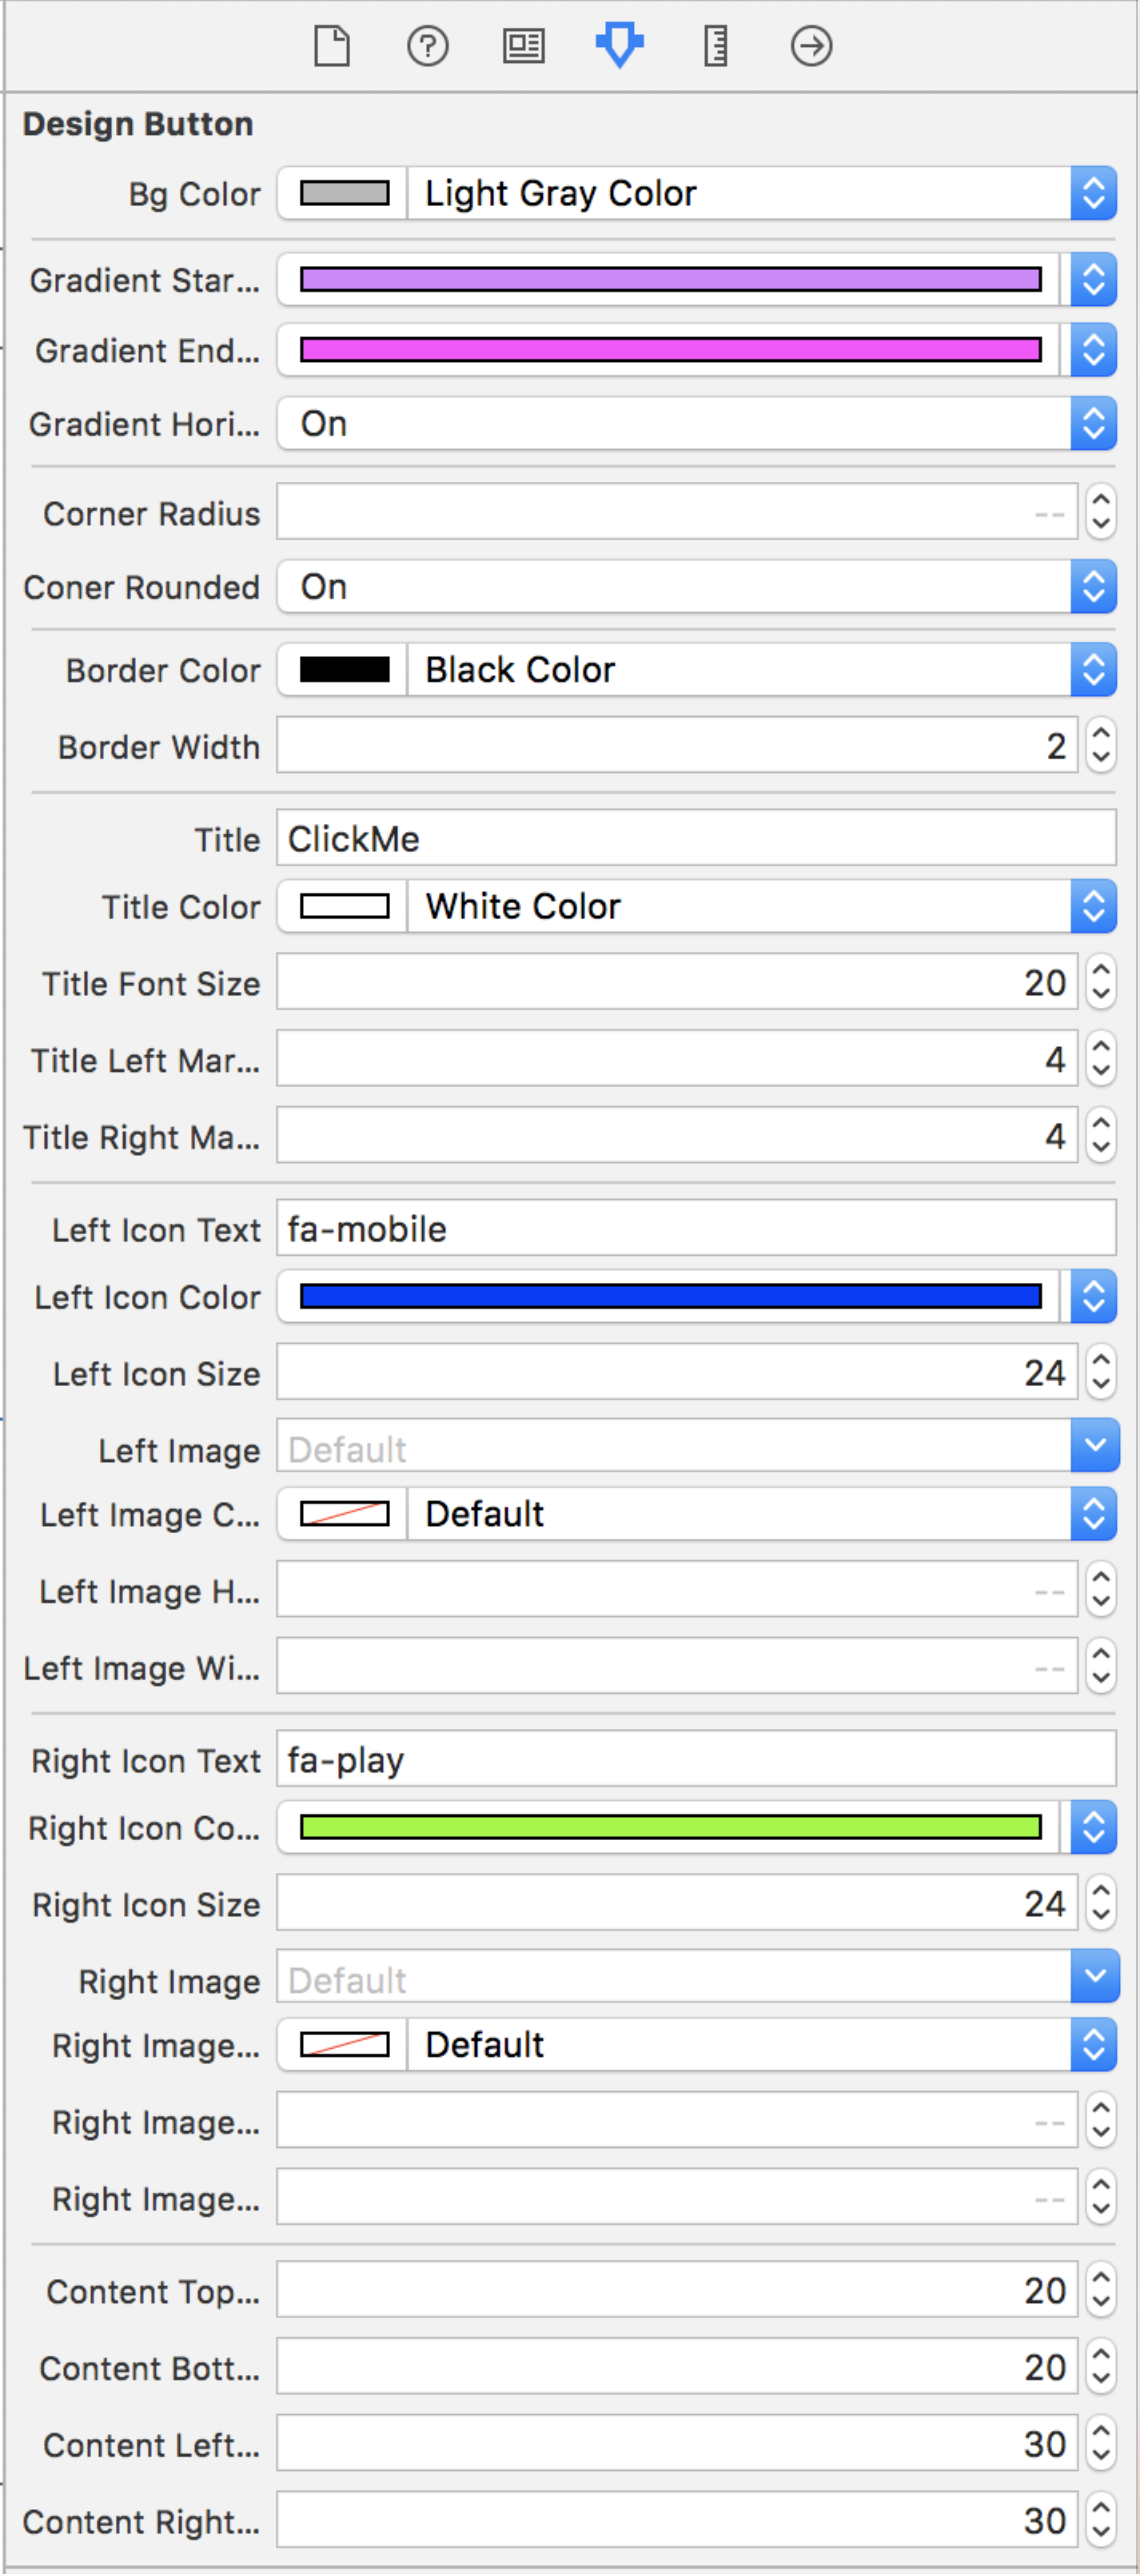 Design Button
Bg Color Light Gray Color
Gradient Star...
Gradient End...
Gradient Hori... On
Corner Radius --
Coner Rounded On
Border Color Black Color
Border Width 2
Title ClickMe
Title Color White Color
Title Font Size 20
Title Left Mar... 4
Title Right Ma... 4
Left Icon Text fa-mobile
Left Icon Color
Left Icon Size 24
Left Image Default
Left Image C... Default
Left Image H... --
Left Image Wi... --
Right Icon Text fa-play
Right Icon Co...
Right Icon Size 24
Right Image Default
Right Image... Default
Right Image... --
Right Image... --
Content Top... 20
Content Bott... 20
Content Left... 30
Content Right... 30